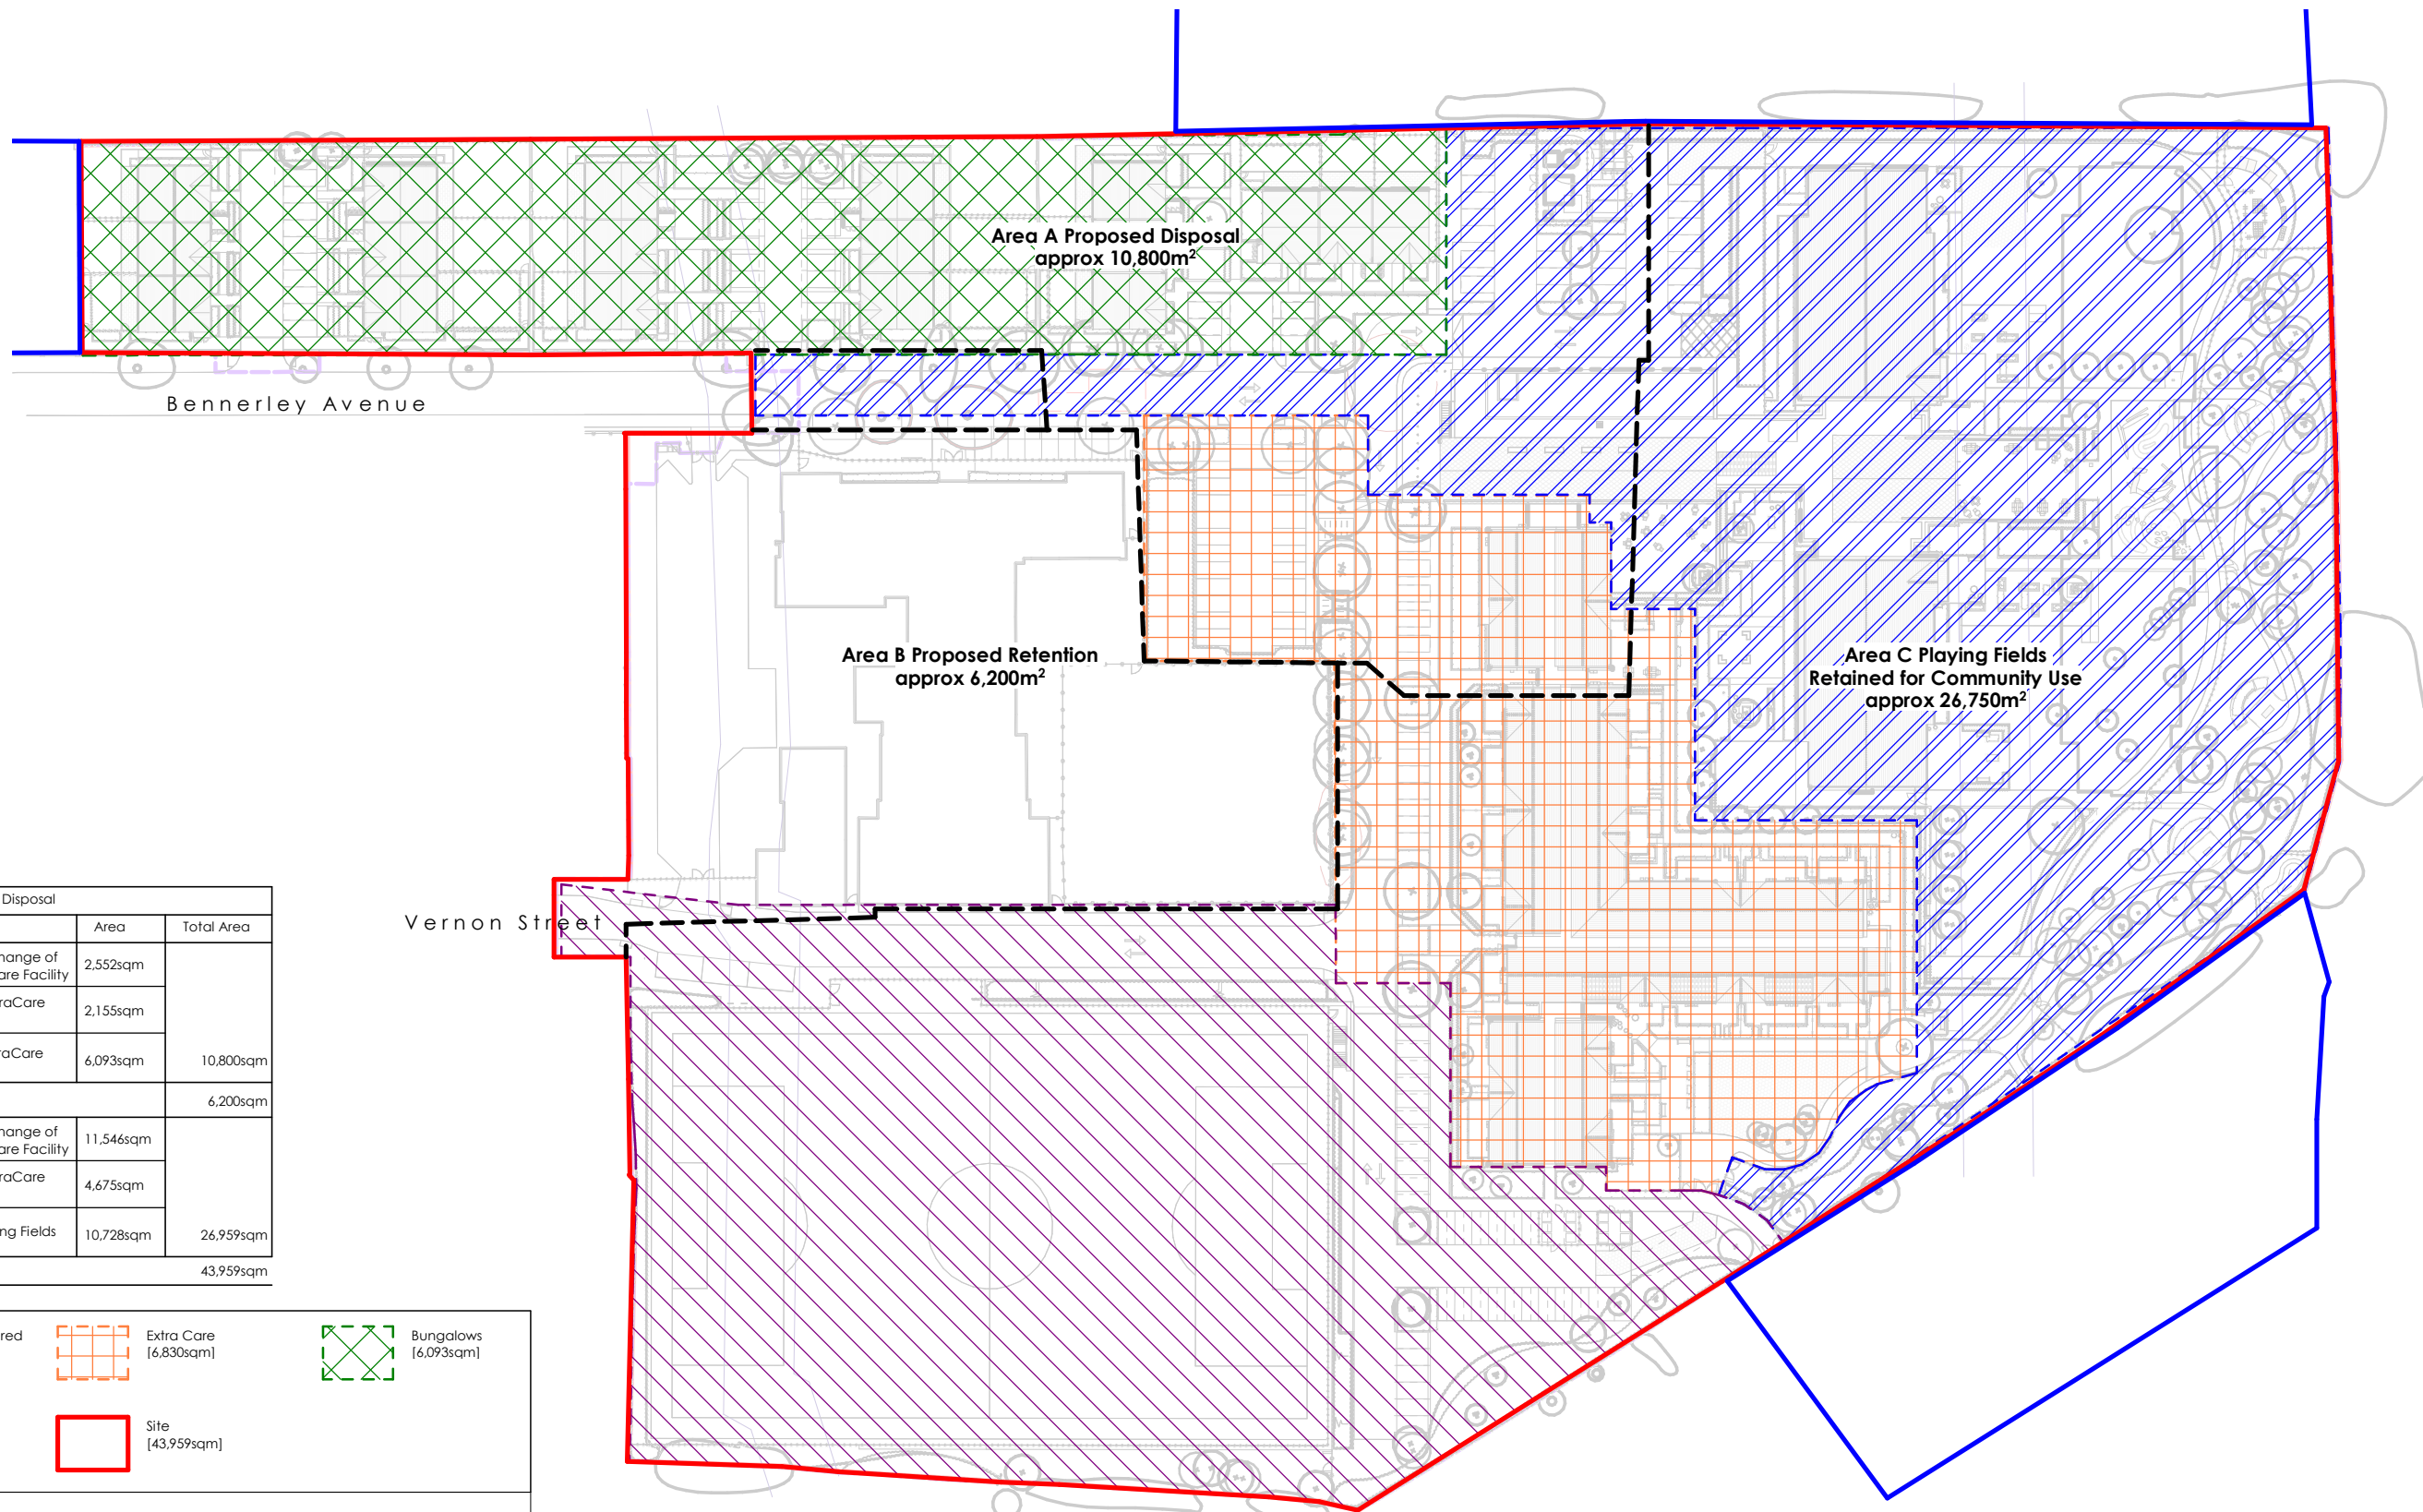 Area A Proposed Disposal
approx 10,800m²
Bennerley Avenue
Area B Proposed Retention
approx 6,200m²
Area C Playing Fields
Retained for Community Use
approx 26,750m²
Vernon Street
Disposal
Area Total Area
hange of
are Facility 2,552sqm
raCare 2,155sqm
raCare 6,093sqm 10,800sqm
6,200sqm
hange of
are Facility 11,546sqm
raCare 4,675sqm
ng Fields 10,728sqm 26,959sqm
43,959sqm
red
Extra Care
[6,830sqm]
Bungalows
[6,093sqm]
Site
[43,959sqm]